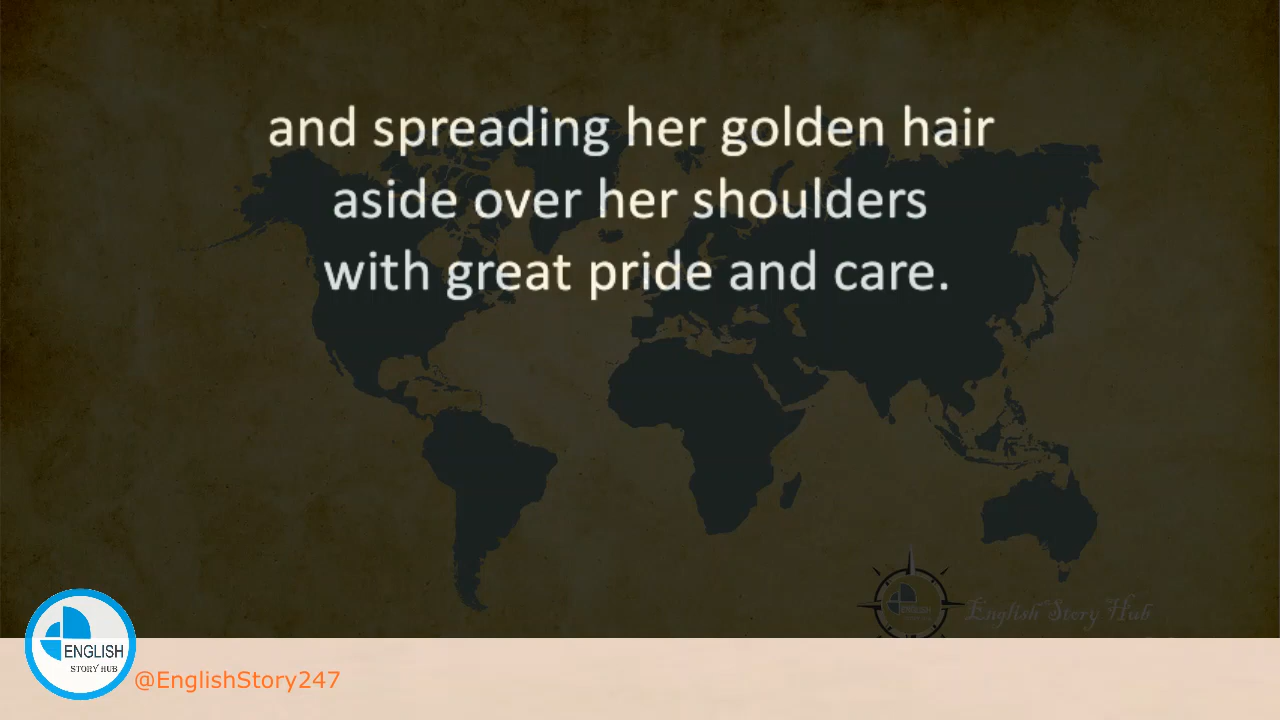 and spreading her golden hair
aside over her shoulders
with great pride and care.
English Story Hub
ENGLISH
STORY HUB
@EnglishStory247